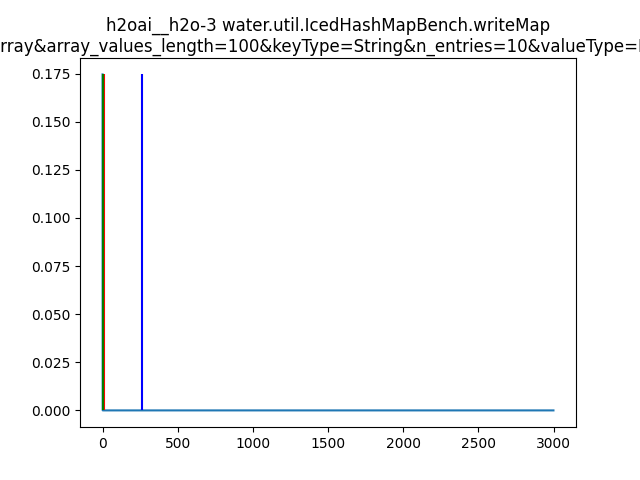 h2oai__h2o-3 water.util.IcedHashMapBench.writeMap
rray&array_values_length=100&keyType=String&n_entries=10&valueType=
0.175
0.150
0.125
0.100
0.075
0.050
0.025
0.000
0 500 1000 1500 2000 2500 3000